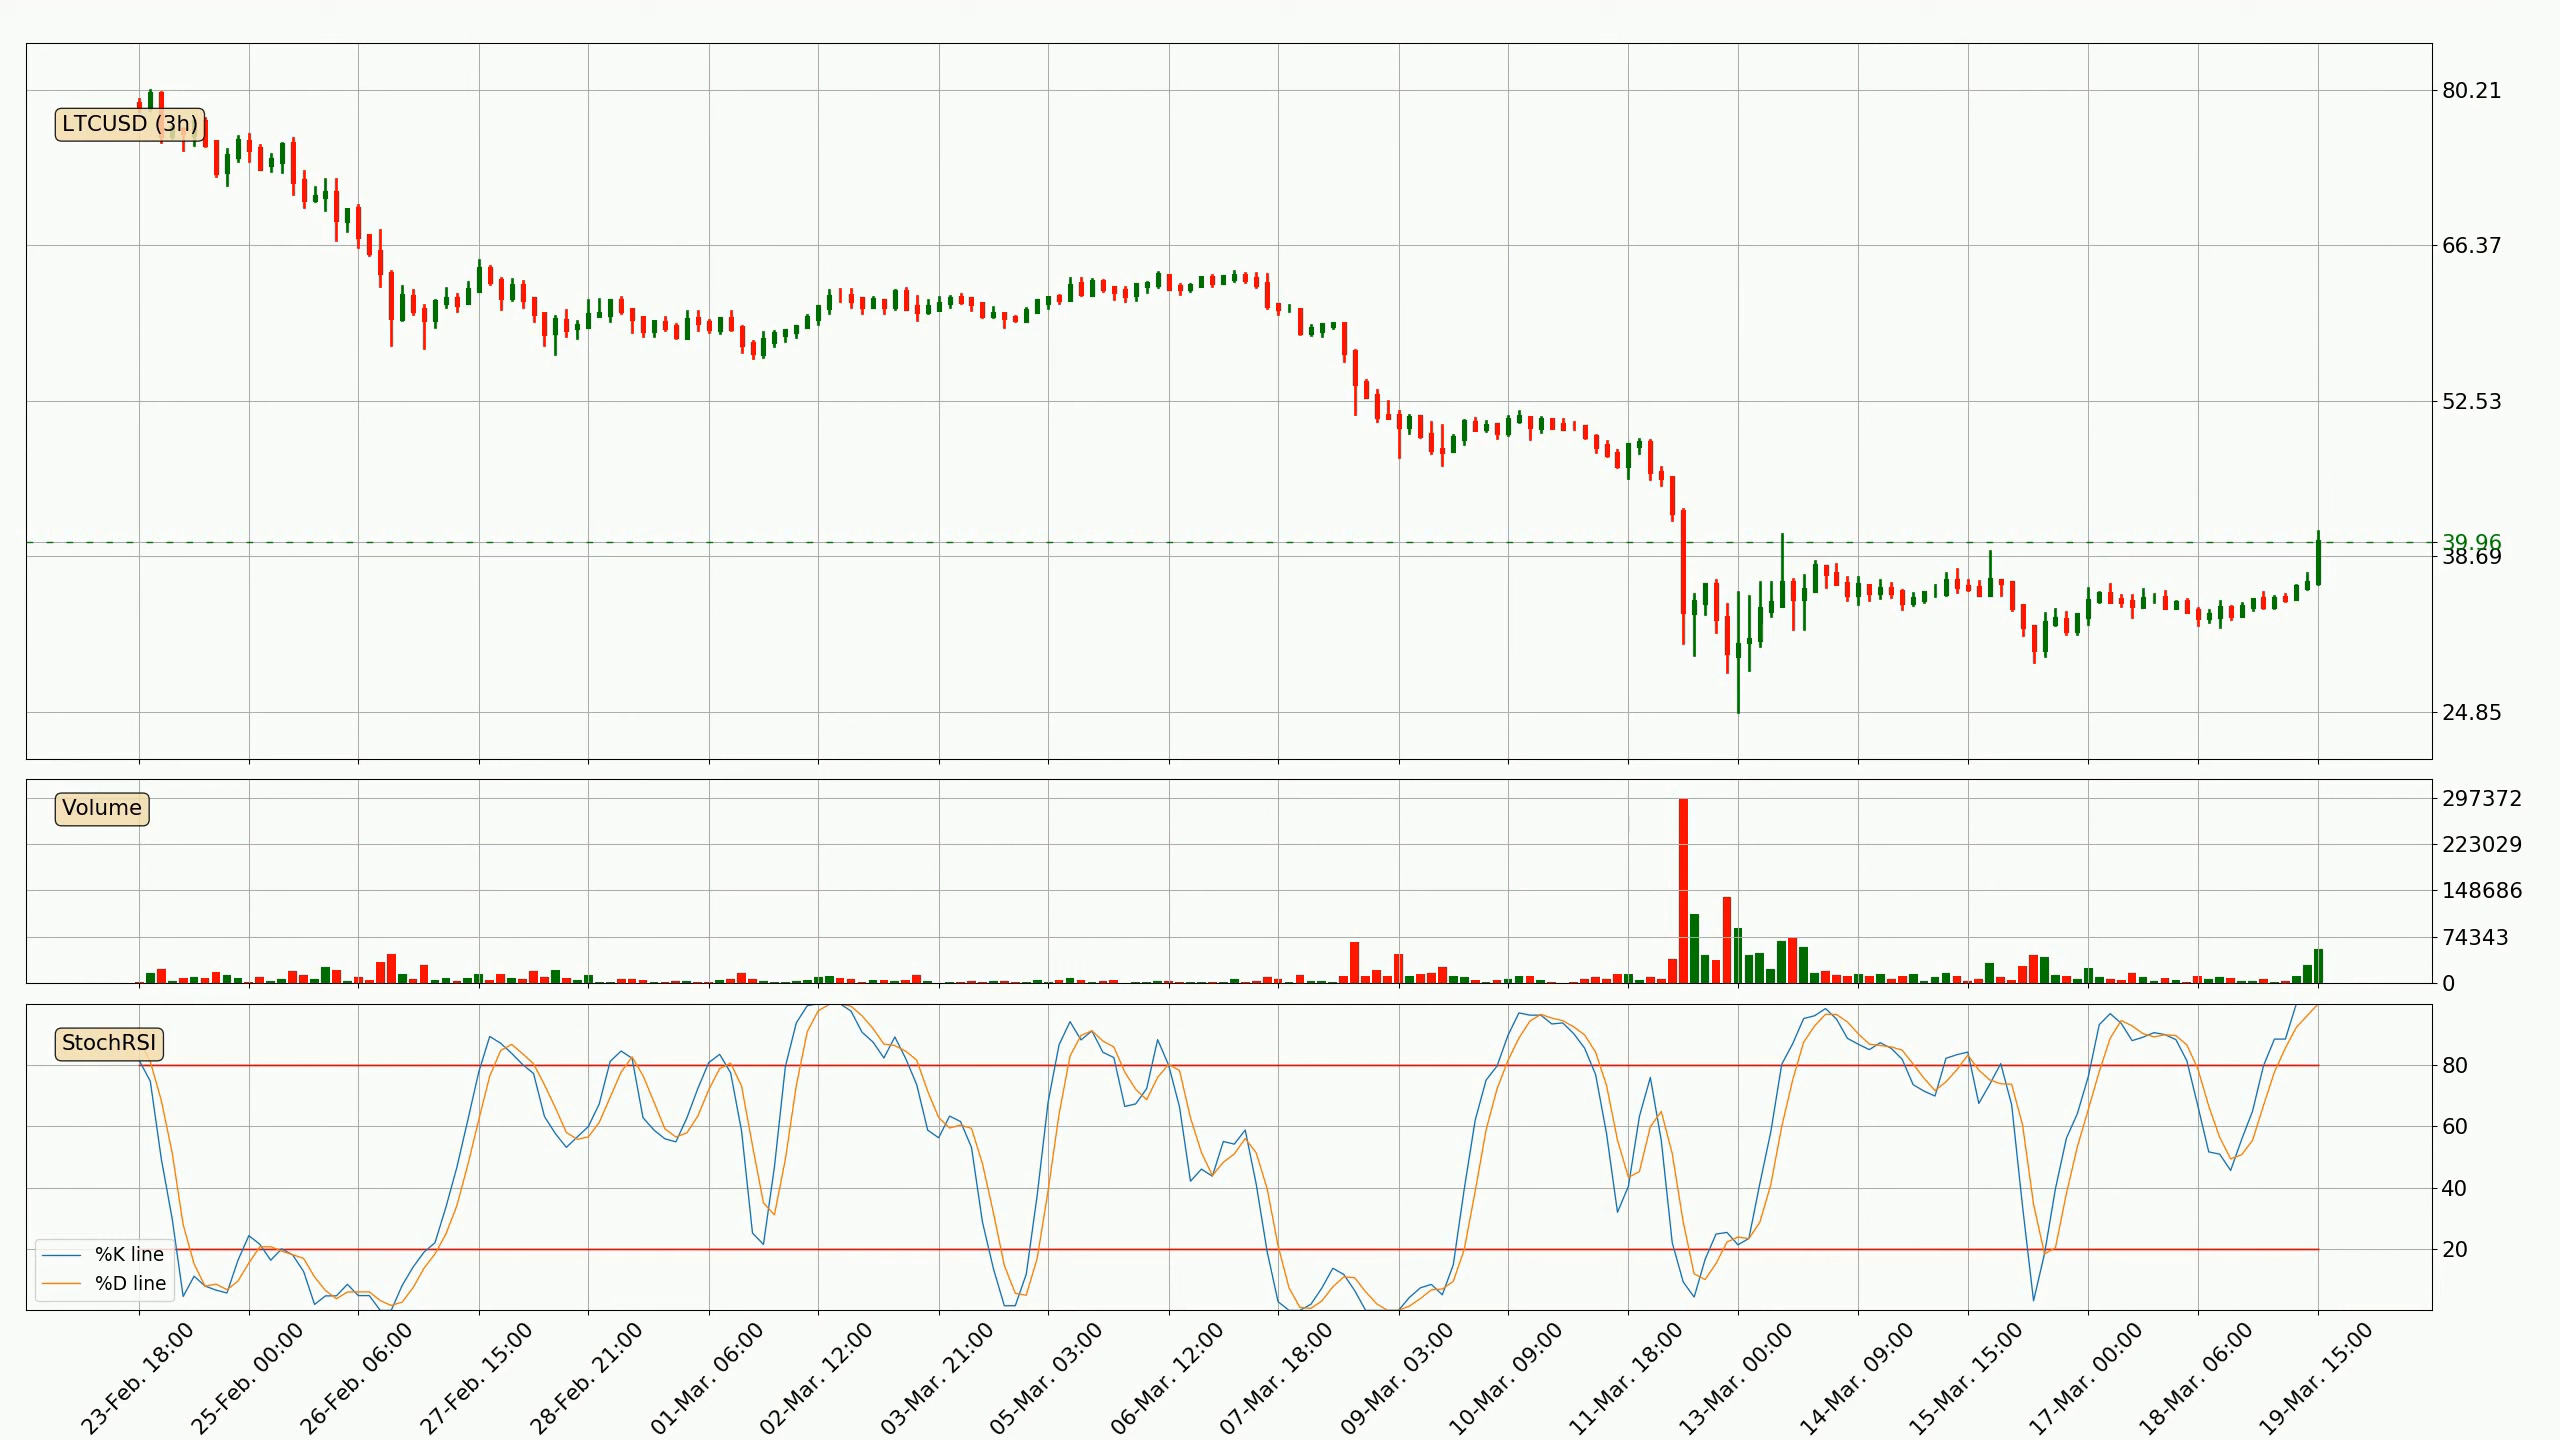 LTCUSD (3h)
80.21
66.37
52.53
39.96
38.69
24.85
Volume
297372
223029
148686
74343
0
StochRSI
80
60
40
20
%K line
%D line
23-Feb. 18:00
25-Feb. 00:00
26-Feb. 06:00
27-Feb. 15:00
28-Feb. 21:00
01-Mar. 06:00
02-Mar. 12:00
03-Mar. 21:00
05-Mar. 03:00
06-Mar. 12:00
07-Mar. 18:00
09-Mar. 03:00
10-Mar. 09:00
11-Mar. 18:00
13-Mar. 00:00
14-Mar. 09:00
15-Mar. 15:00
17-Mar. 00:00
18-Mar. 06:00
19-Mar. 15:00